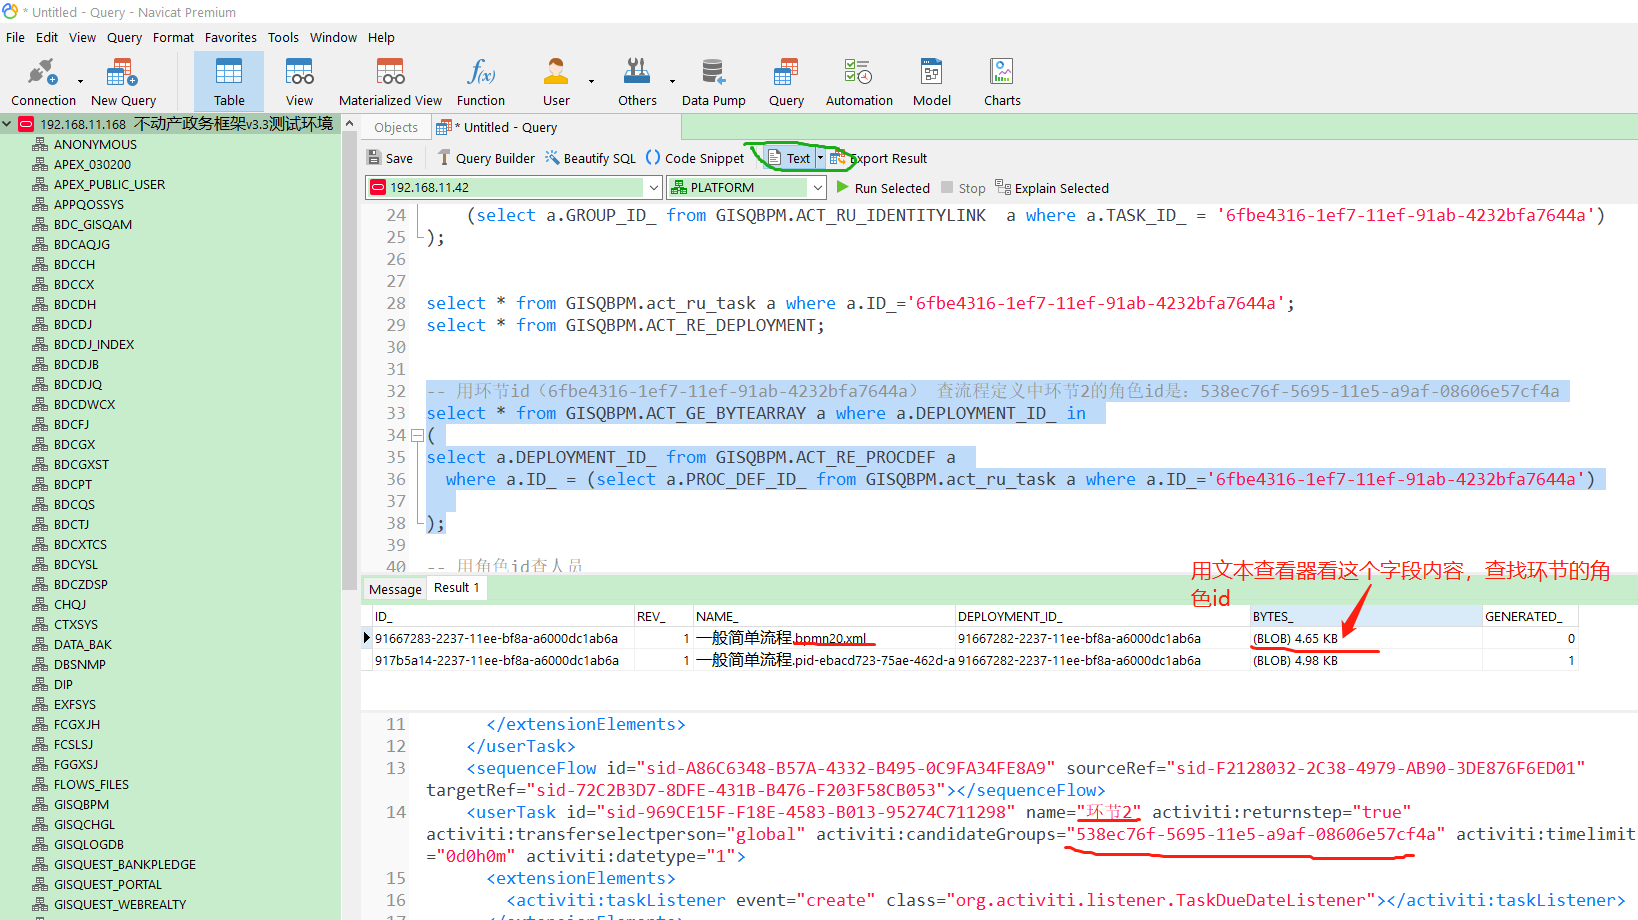 * Untitled - Query - Navicat Premium
File Edit View Query Format Favorites Tools Window Help
Connection New Query Table View Materialized View Function User Others Data Pump Query Automation Model Charts
192.168.11.168 不动产政务框架v3.3测试环境
ANONYMOUS
APEX_030200
APEX_PUBLIC_USER
APPQOSSYS
BDC_GISQAM
BDCAQJG
BDCCH
BDCCX
BDCDH
BDCDJ
BDCDJ_INDEX
BDCDJB
BDCDJQ
BDCDWCX
BDCFJ
BDCGX
BDCGXST
BDCPT
BDCQS
BDCTJ
BDCXTCS
BDCYSL
BDCZDSP
CHQJ
CTXSYS
DATA_BAK
DBSNMP
DIP
EXFSYS
FCGXJH
FCSLSJ
FGGXSJ
FLOWS_FILES
GISQBPM
GISQCHGL
GISQLOGDB
GISQUEST_BANKPLEDGE
GISQUEST_PORTAL
GISQUEST_WEBREALTY
Objects * Untitled - Query
Save Query Builder Beautify SQL Code Snippet Text Export Result
192.168.11.42 PLATFORM Run Selected Stop Explain Selected
24 (select a.GROUP_ID_ from GISQBPM.ACT_RU_IDENTITYLINK a where a.TASK_ID_ = '6fbe4316-1ef7-11ef-91ab-4232bfa7644a')
25 );
26
27
28 select * from GISQBPM.act_ru_task a where a.ID_='6fbe4316-1ef7-11ef-91ab-4232bfa7644a';
29 select * from GISQBPM.ACT_RE_DEPLOYMENT;
30
31
32 -- 用环节id（6fbe4316-1ef7-11ef-91ab-4232bfa7644a） 查流程定义中环节2的角色id是：538ec76f-5695-11e5-a9af-08606e57cf4a
33 select * from GISQBPM.ACT_GE_BYTEARRAY a where a.DEPLOYMENT_ID_ in
34 (
35 select a.DEPLOYMENT_ID_ from GISQBPM.ACT_RE_PROCDEF a
36 where a.ID_ = (select a.PROC_DEF_ID_ from GISQBPM.act_ru_task a where a.ID_='6fbe4316-1ef7-11ef-91ab-4232bfa7644a')
37
38 );
39
40 -- 用角色id查人员
用文本查看器看这个字段内容，查找环节的角
色id
Message Result 1
ID_ REV_ NAME_ DEPLOYMENT_ID_ BYTES_ GENERATED_
91667283-2237-11ee-bf8a-a6000dc1ab6a 1 一般简单流程.bpmn20.xml 91667282-2237-11ee-bf8a-a6000dc1ab6a (BLOB) 4.65 KB 0
917b5a14-2237-11ee-bf8a-a6000dc1ab6a 1 一般简单流程.pid-ebacd723-75ae-462d-a 91667282-2237-11ee-bf8a-a6000dc1ab6a (BLOB) 4.98 KB 1
11 </extensionElements>
12 </userTask>
13 <sequenceFlow id="sid-A86C6348-B57A-4332-B495-0C9FA34FE8A9" sourceRef="sid-F2128032-2C38-4979-AB90-3DE876F6ED01"
targetRef="sid-72C2B3D7-8DFE-431B-B476-F203F58CB053"></sequenceFlow>
14 <userTask id="sid-969CE15F-F18E-4583-B013-95274C711298" name="环节2" activiti:returnstep="true"
activiti:transferselectperson="global" activiti:candidateGroups="538ec76f-5695-11e5-a9af-08606e57cf4a" activiti:timelimit
="0d0h0m" activiti:datetype="1">
15 <extensionElements>
16 <activiti:taskListener event="create" class="org.activiti.listener.TaskDueDateListener"></activiti:taskListener>
17 </extensionElements>